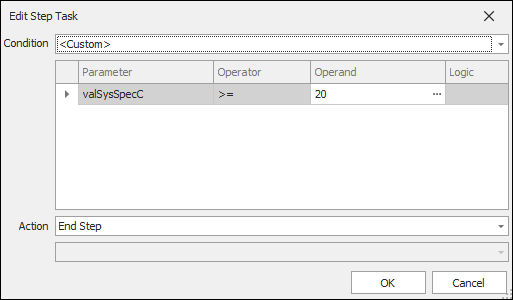 Edit Step Task
Condition <Custom>
Parameter Operator Operand Logic
valSysSpecC >= 20 ...
Action End Step
OK Cancel